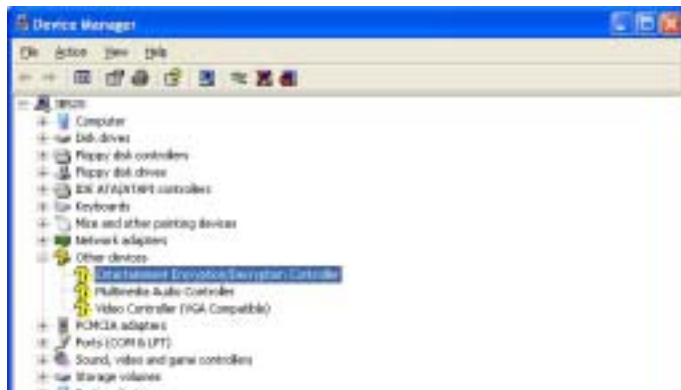 Device Manager
File Action View Help
Computer
Disk drives
Floppy disk controllers
Floppy disk drives
IDE ATA/ATAPI controllers
Keyboards
Mice and other pointing devices
Network adapters
Other devices
Entertainment Encryption/Decryption Controller
Multimedia Audio Controller
Video Controller (VGA Compatible)
PCMCIA adapters
Ports (COM & LPT)
Sound, video and game controllers
Storage volumes